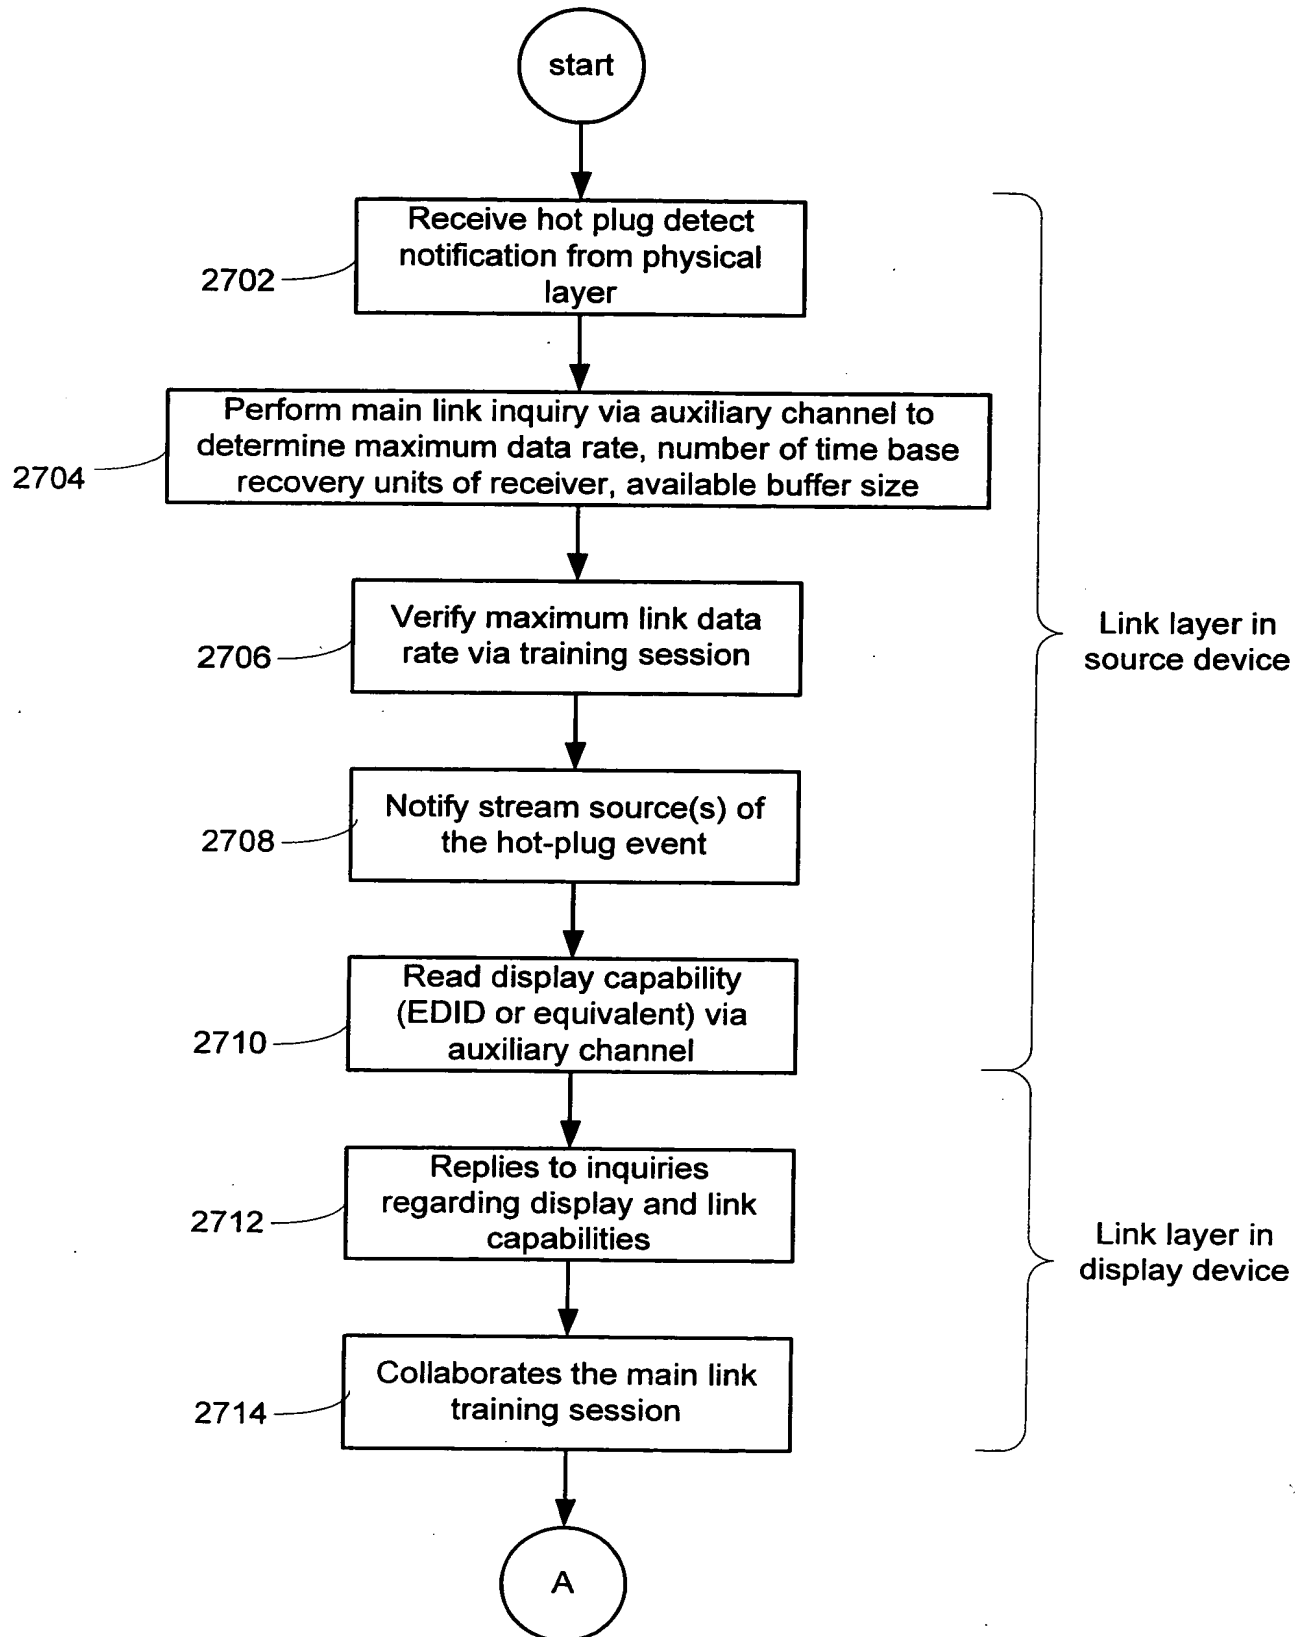 start
Receive hot plug detect
notification from physical
layer
2702
Perform main link inquiry via auxiliary channel to
determine maximum data rate, number of time base
recovery units of receiver, available buffer size
2704
Verify maximum link data
rate via training session
2706
Link layer in
source device
Notify stream source(s) of
the hot-plug event
2708
Read display capability
(EDID or equivalent) via
auxiliary channel
2710
Replies to inquiries
regarding display and link
capabilities
2712
Link layer in
display device
Collaborates the main link
training session
2714
A